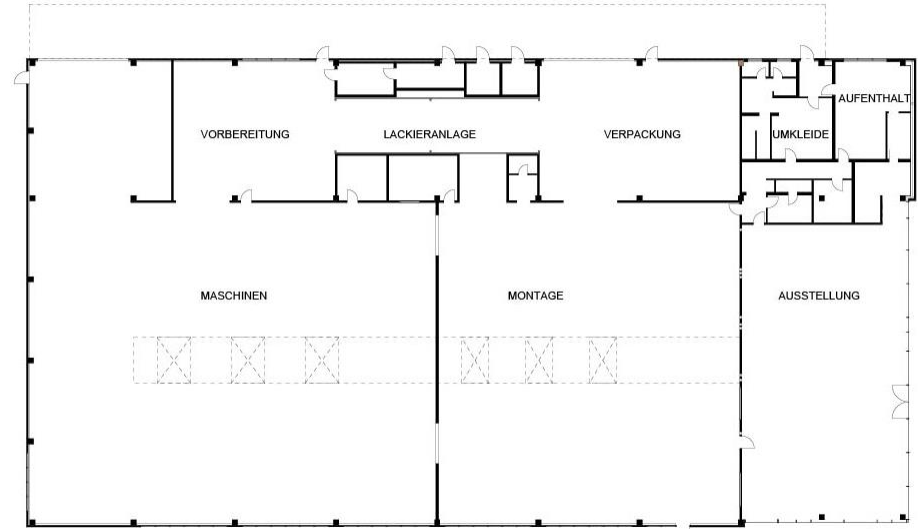 AUFENTHALT
VORBEREITUNG
LACKIERANLAGE
VERPACKUNG
UMKLEIDE
MASCHINEN
MONTAGE
AUSSTELLUNG